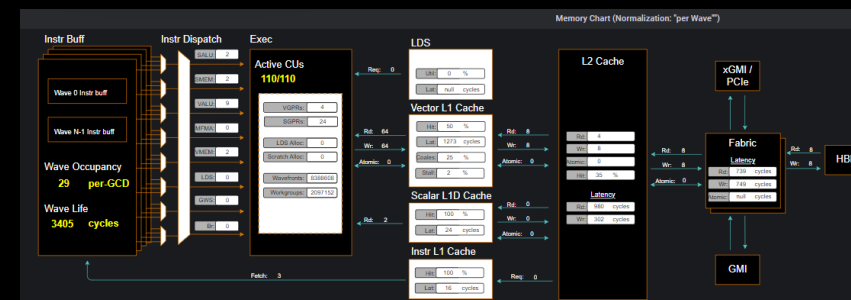 Memory Chart (Normalization: "per Wave"")
Instr Buff
Instr Dispatch
Exec
LDS
L2 Cache
Wave 0 Instr buff
Wave N-1 Instr buff
Wave Occupancy
29 per-GCD
Wave Life
3405 cycles
SALU: 2
SMEM: 2
VALU: 9
MFMA: 0
VMEM: 2
LDS: 0
GWS: 0
Br: 0
Active CUs
110/110
VGPRs: 4
SGPRs: 24
LDS Alloc: 0
Scratch Alloc: 0
Wavefronts: 8388608
Workgroups: 2097152
Fetch: 3
Req: 0
Rd: 64
Wr: 64
Atomic: 0
Rd: 2
Util: 0 %
Lat: null cycles
Vector L1 Cache
Hit: 50 %
Lat: 1273 cycles
Coales: 25 %
Stall: 2 %
Scalar L1D Cache
Hit: 100 %
Lat: 24 cycles
Instr L1 Cache
Hit: 100 %
Lat: 16 cycles
Rd: 8
Wr: 8
Atomic: 0
Rd: 0
Wr: 0
Atomic: 0
Req: 0
Rd: 4
Wr: 8
Atomic: 0
Hit: 35 %
Latency
Rd: 980 cycles
Wr: 302 cycles
Rd: 8
Wr: 8
Atomic: 0
xGMI /
PCIe
Fabric
Latency
Rd: 739 cycles
Wr: 749 cycles
Atomic: null cycles
GMI
Rd: 8
Wr: 8